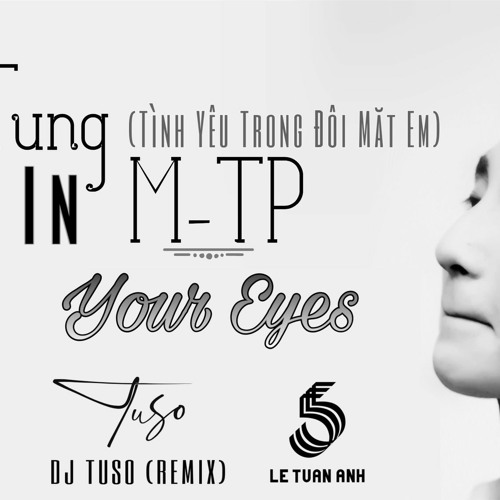 ung (Tình Yêu Trong Đôi Mắt Em)
In M-TP
Your Eyes
Tuso
5
DJ TUSO (REMIX)
LE TUAN ANH